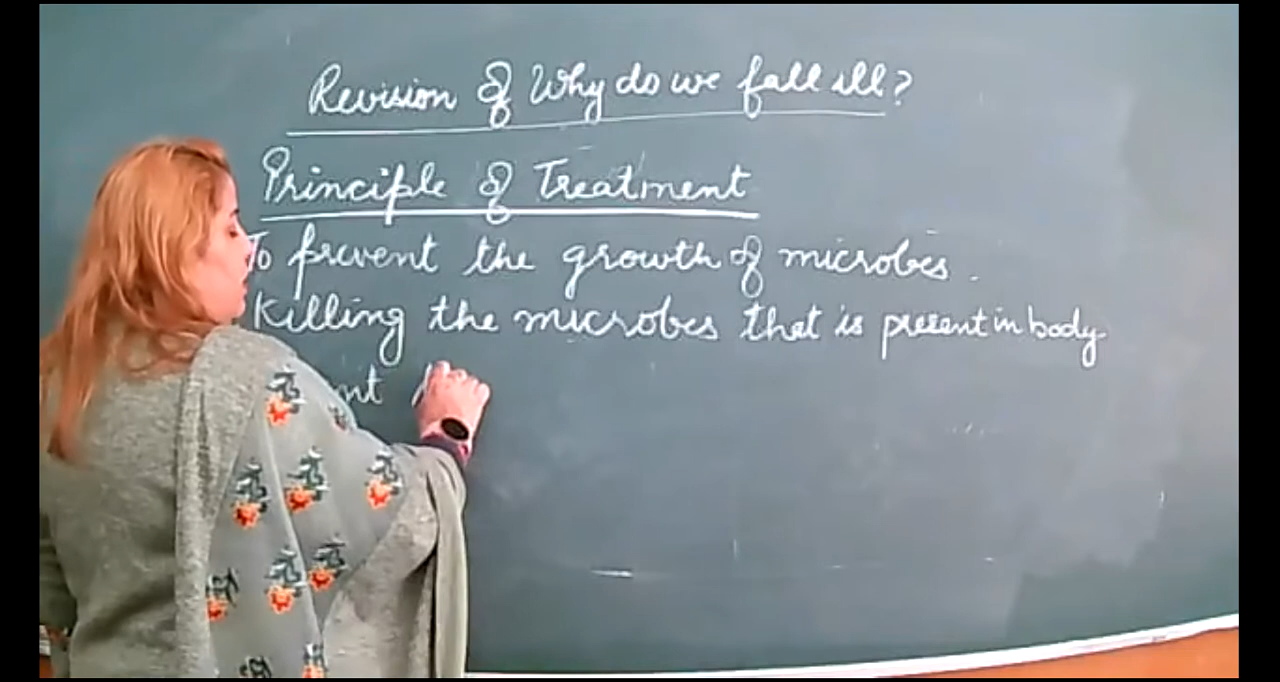 Revision of Why do we fall ill?
Principle of Treatment
To prevent the growth of microbes.
Killing the microbes that is present in body